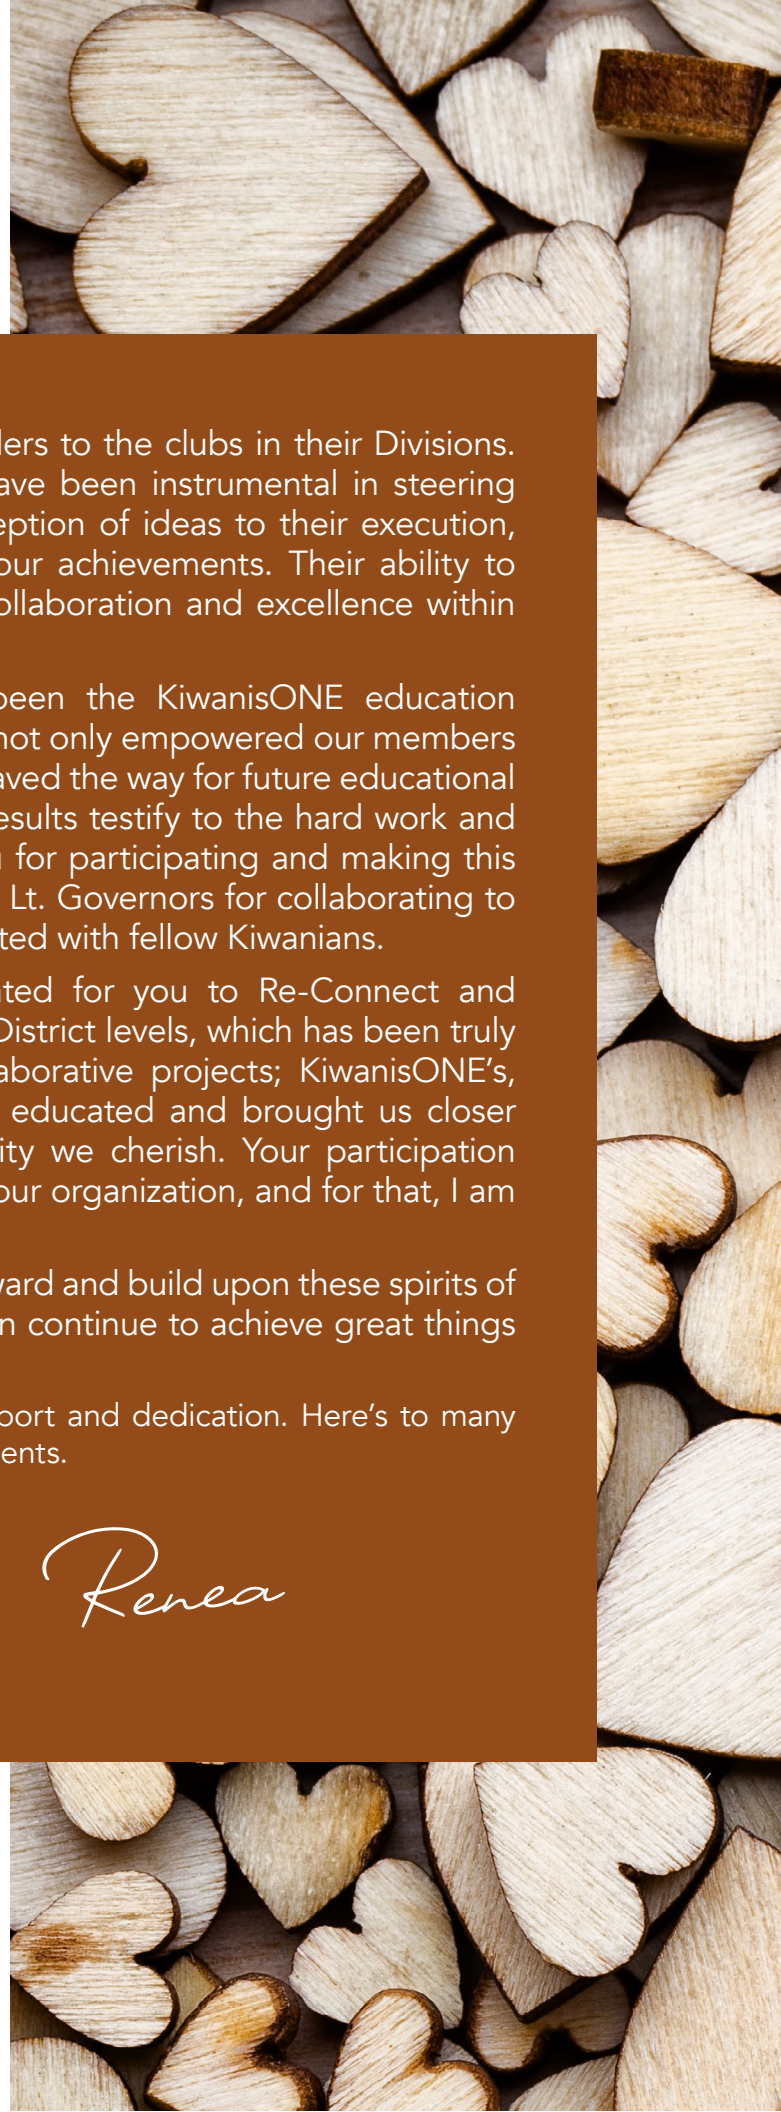 ers to the clubs in their Divisions.
ave been instrumental in steering
eption of ideas to their execution,
our achievements. Their ability to
ollaboration and excellence within
been the KiwanisONE education
not only empowered our members
aved the way for future educational
esults testify to the hard work and
for participating and making this
Lt. Governors for collaborating to
ted with fellow Kiwanians.
ated for you to Re-Connect and
District levels, which has been truly
aborative projects; KiwanisONE’s,
educated and brought us closer
ity we cherish. Your participation
our organization, and for that, I am
ward and build upon these spirits of
n continue to achieve great things
port and dedication. Here’s to many
ents.
Renea